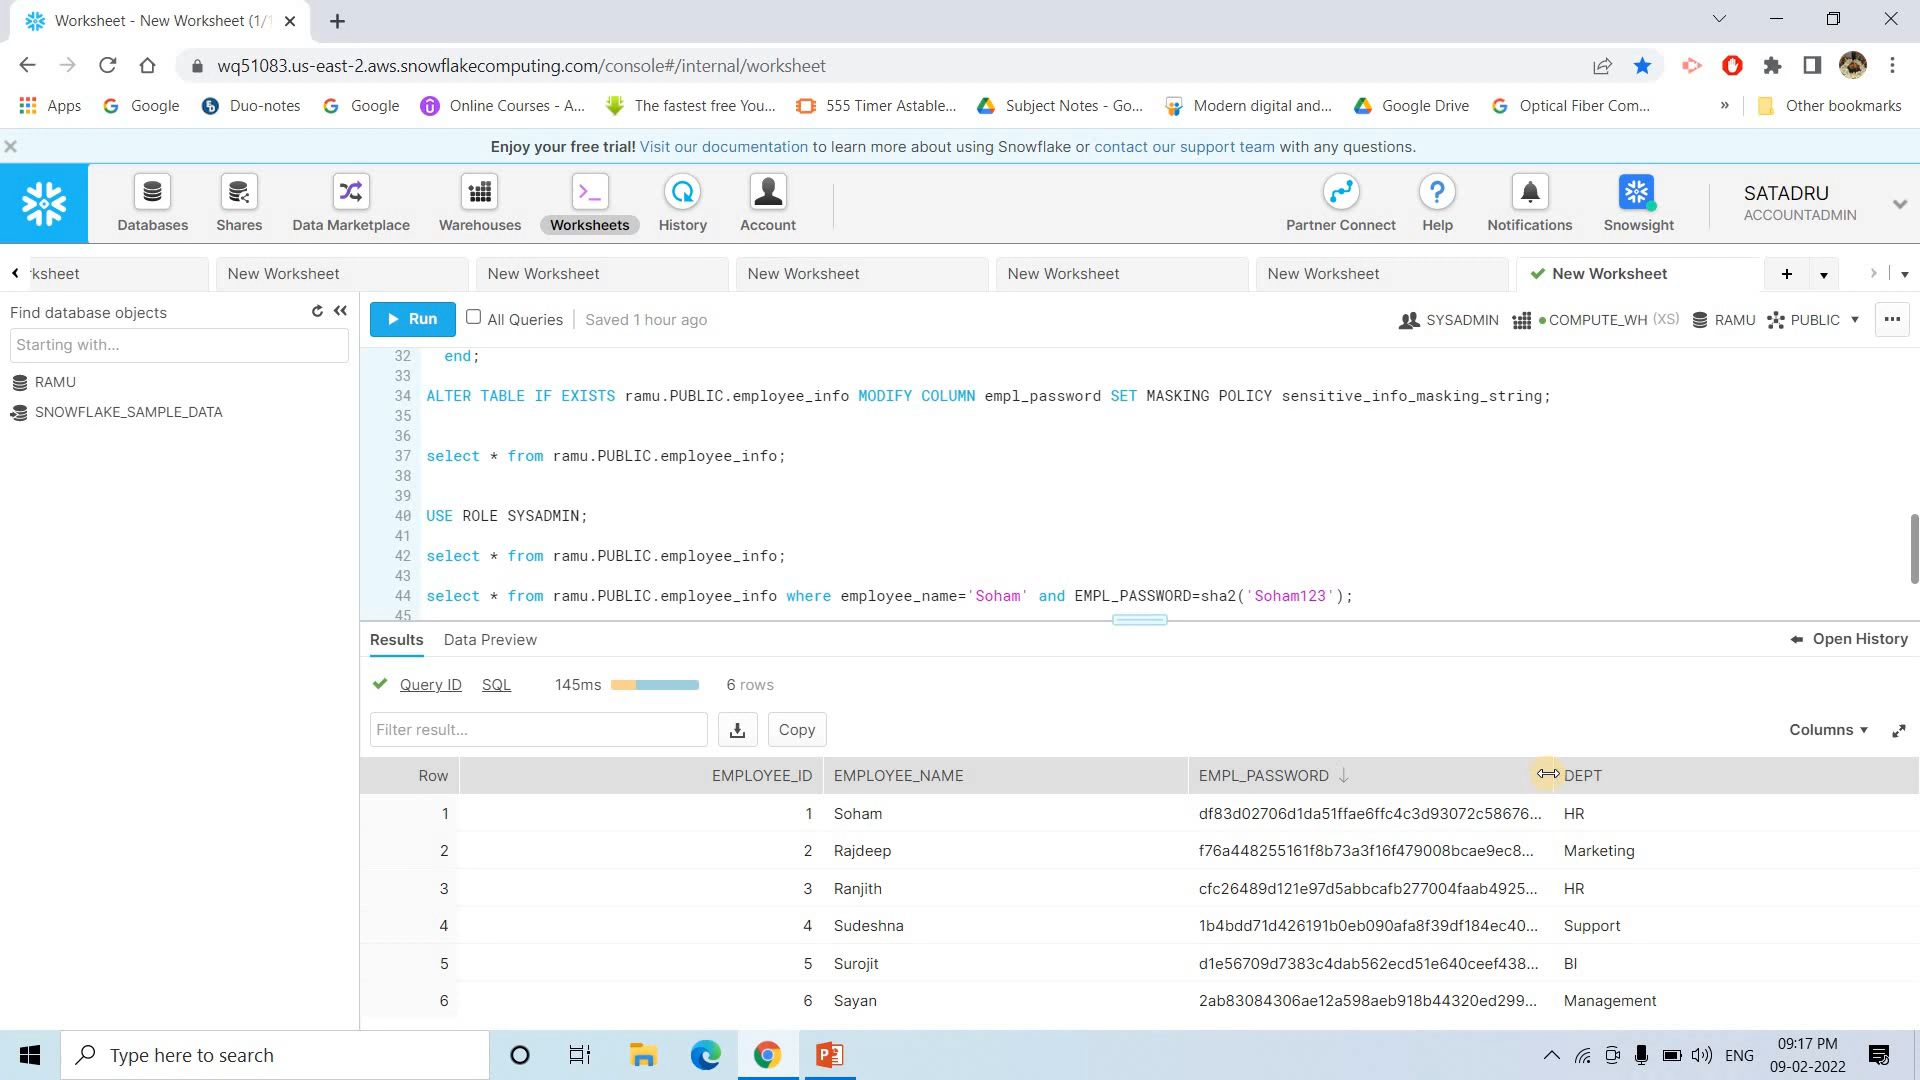 Worksheet - New Worksheet (1/1
wq51083.us-east-2.aws.snowflakecomputing.com/console#/internal/worksheet
Apps Google Duo-notes Google Online Courses - A... The fastest free You... 555 Timer Astable... Subject Notes - Go... Modern digital and... Google Drive Optical Fiber Com... » Other bookmarks
Enjoy your free trial! Visit our documentation to learn more about using Snowflake or contact our support team with any questions.
Databases Shares Data Marketplace Warehouses Worksheets History Account Partner Connect Help Notifications Snowsight
SATADRU
ACCOUNTADMIN
rksheet New Worksheet New Worksheet New Worksheet New Worksheet New Worksheet New Worksheet
Find database objects
Starting with...
RAMU
SNOWFLAKE_SAMPLE_DATA
Run All Queries Saved 1 hour ago SYSADMIN COMPUTE_WH (XS) RAMU PUBLIC
32 end;
33
34 ALTER TABLE IF EXISTS ramu.PUBLIC.employee_info MODIFY COLUMN empl_password SET MASKING POLICY sensitive_info_masking_string;
35
36
37 select * from ramu.PUBLIC.employee_info;
38
39
40 USE ROLE SYSADMIN;
41
42 select * from ramu.PUBLIC.employee_info;
43
44 select * from ramu.PUBLIC.employee_info where employee_name='Soham' and EMPL_PASSWORD=sha2('Soham123');
45
Results Data Preview Open History
Query ID SQL 145ms 6 rows
Filter result... Copy Columns
Row EMPLOYEE_ID EMPLOYEE_NAME EMPL_PASSWORD DEPT
1 1 Soham df83d02706d1da51ffae6ffc4c3d93072c58676... HR
2 2 Rajdeep f76a448255161f8b73a3f16f479008bcae9ec8... Marketing
3 3 Ranjith cfc26489d121e97d5abbcafb277004faab4925... HR
4 4 Sudeshna 1b4bdd71d426191b0eb090afa8f39df184ec40... Support
5 5 Surojit d1e56709d7383c4dab562ecd51e640ceef438... BI
6 6 Sayan 2ab83084306ae12a598aeb918b44320ed299... Management
Type here to search ENG 09:17 PM
09-02-2022